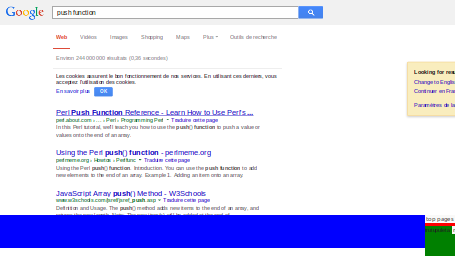 Google push function
Web Vidéos Images Shopping Maps Plus Outils de recherche
Environ 244 000 000 résultats (0,36 secondes)
Les cookies assurent le bon fonctionnement de nos services. En utilisant ces derniers, vous
acceptez l'utilisation des cookies.
En savoir plus OK
Looking for resu
Change to Englis
Continuer en Fra
Paramètres de la
Perl Push Function Reference - Learn How to Use Perl's ...
perl.about.com › ... › Perl › Programming Perl Traduire cette page
In this Perl tutorial, we'll teach you how to use the push() function to push a value or
values onto the end of an array.
Using the Perl push() function - perlmeme.org
perlmeme.org › Howtos › Perlfunc Traduire cette page
Using the Perl push() function. Introduction. You can use the push function to add
new elements to the end of an array. Example 1. Adding an item onto an array.
JavaScript Array push() Method - W3Schools
www.w3schools.com/jsref/jsref_push.asp Traduire cette page
Definition and Usage. The push() method adds new items to the end of an array, and
top pages